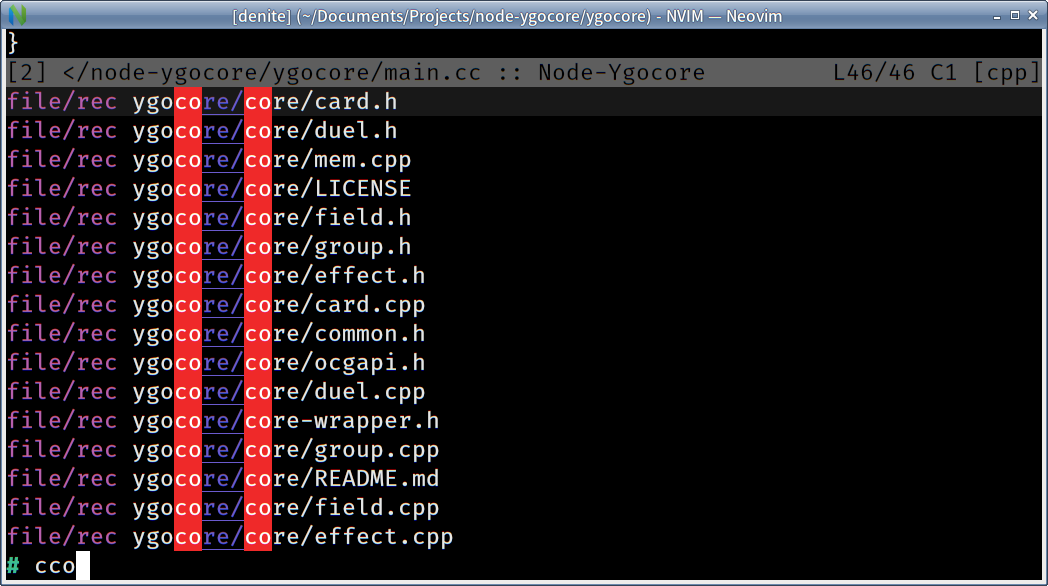 [denite] (~/Documents/Projects/node-ygocore/ygocore) - NVIM — Neovim
}
[2] </node-ygocore/ygocore/main.cc :: Node-Ygocore L46/46 C1 [cpp]
file/rec ygocore/core/card.h
file/rec ygocore/core/duel.h
file/rec ygocore/core/mem.cpp
file/rec ygocore/core/LICENSE
file/rec ygocore/core/field.h
file/rec ygocore/core/group.h
file/rec ygocore/core/effect.h
file/rec ygocore/core/card.cpp
file/rec ygocore/core/common.h
file/rec ygocore/core/ocgapi.h
file/rec ygocore/core/duel.cpp
file/rec ygocore/core-wrapper.h
file/rec ygocore/core/group.cpp
file/rec ygocore/core/README.md
file/rec ygocore/core/field.cpp
file/rec ygocore/core/effect.cpp
# cco